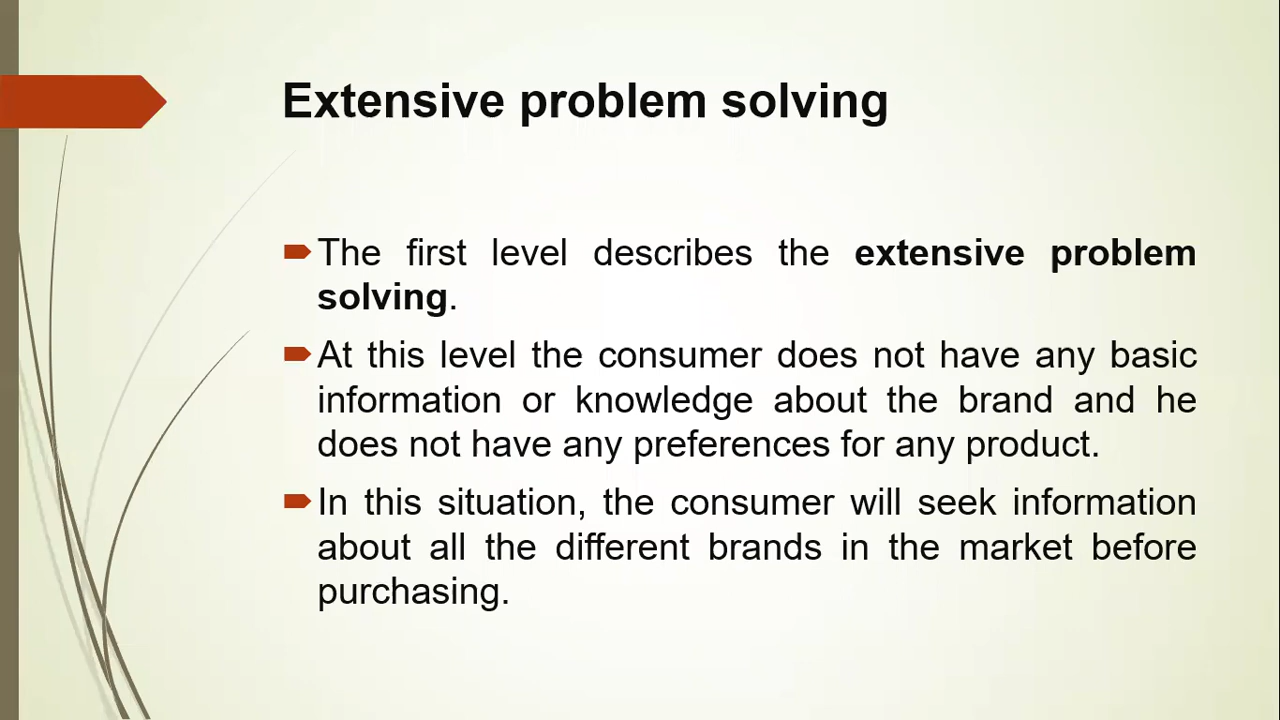 Extensive problem solving
The first level describes the extensive problem
solving.
At this level the consumer does not have any basic
information or knowledge about the brand and he
does not have any preferences for any product.
In this situation, the consumer will seek information
about all the different brands in the market before
purchasing.